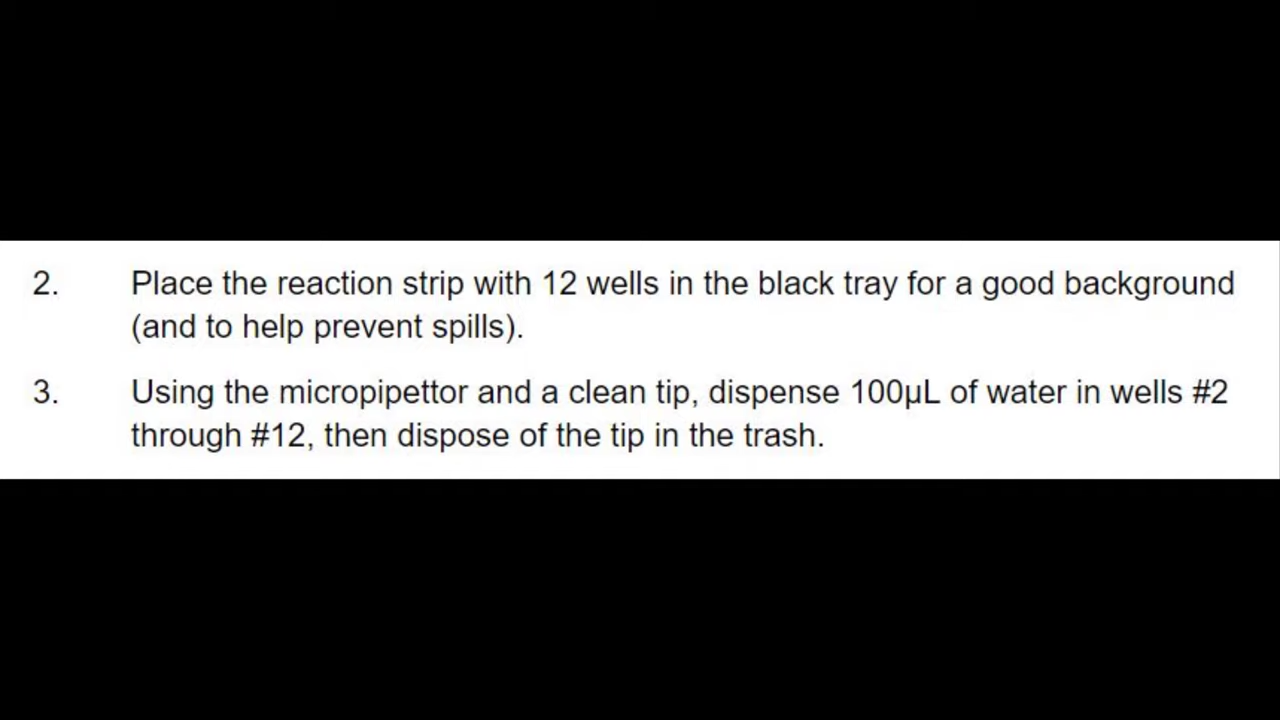 2. Place the reaction strip with 12 wells in the black tray for a good background
(and to help prevent spills).
3. Using the micropipettor and a clean tip, dispense 100µL of water in wells #2
through #12, then dispose of the tip in the trash.